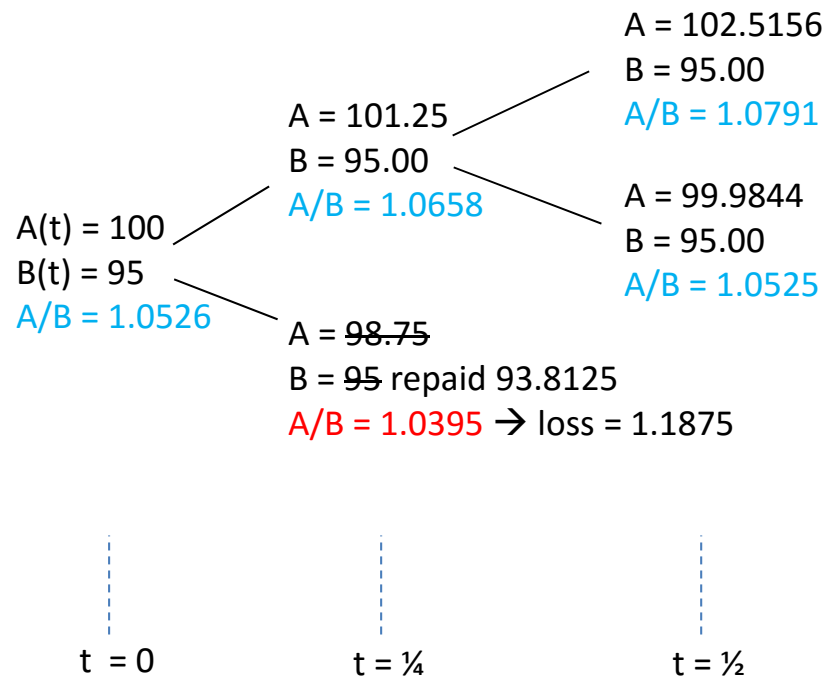 A(t) = 100
B(t) = 95
A/B = 1.0526
A = 101.25
B = 95.00
A/B = 1.0658
A = 98.75
B = 95 repaid 93.8125
A/B = 1.0395 → loss = 1.1875
A = 102.5156
B = 95.00
A/B = 1.0791
A = 99.9844
B = 95.00
A/B = 1.0525
t = 0
t = ¼
t = ½